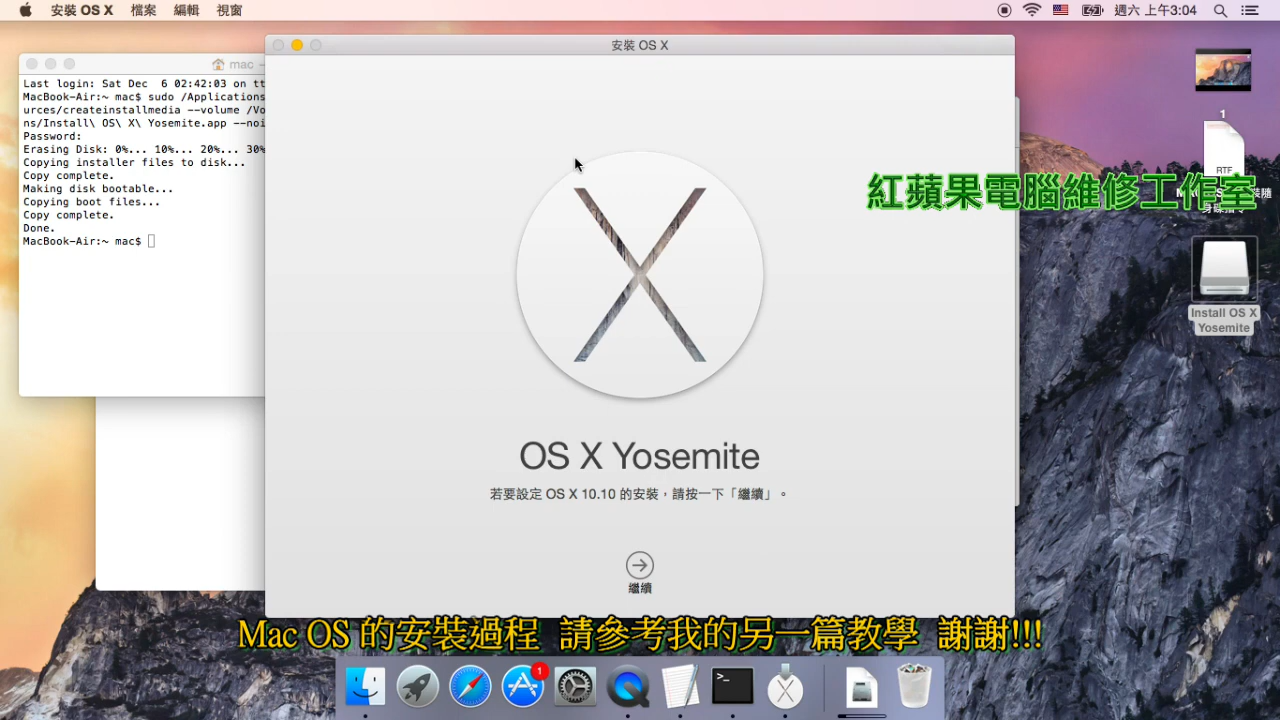 安裝 OS X 檔案 編輯 視窗
週六 上午3:04
安裝 OS X
mac —
Last login: Sat Dec  6 02:42:03 on tt
MacBook-Air:~ mac$ sudo /Applications
urces/createinstallmedia --volume /Vo
ns/Install\ OS\ X\ Yosemite.app --noi
Password:
Erasing Disk: 0%... 10%... 20%... 30%
Copying installer files to disk...
Copy complete.
Making disk bootable...
Copying boot files...
Copy complete.
Done.
MacBook-Air:~ mac$
1
RTF
紅蘋果電腦維修工作室
Install OS X
Yosemite
OS X Yosemite
若要設定 OS X 10.10 的安裝，請按一下「繼續」。
繼續
Mac OS 的安裝過程 請參考我的另一篇教學 謝謝!!!
1
>_